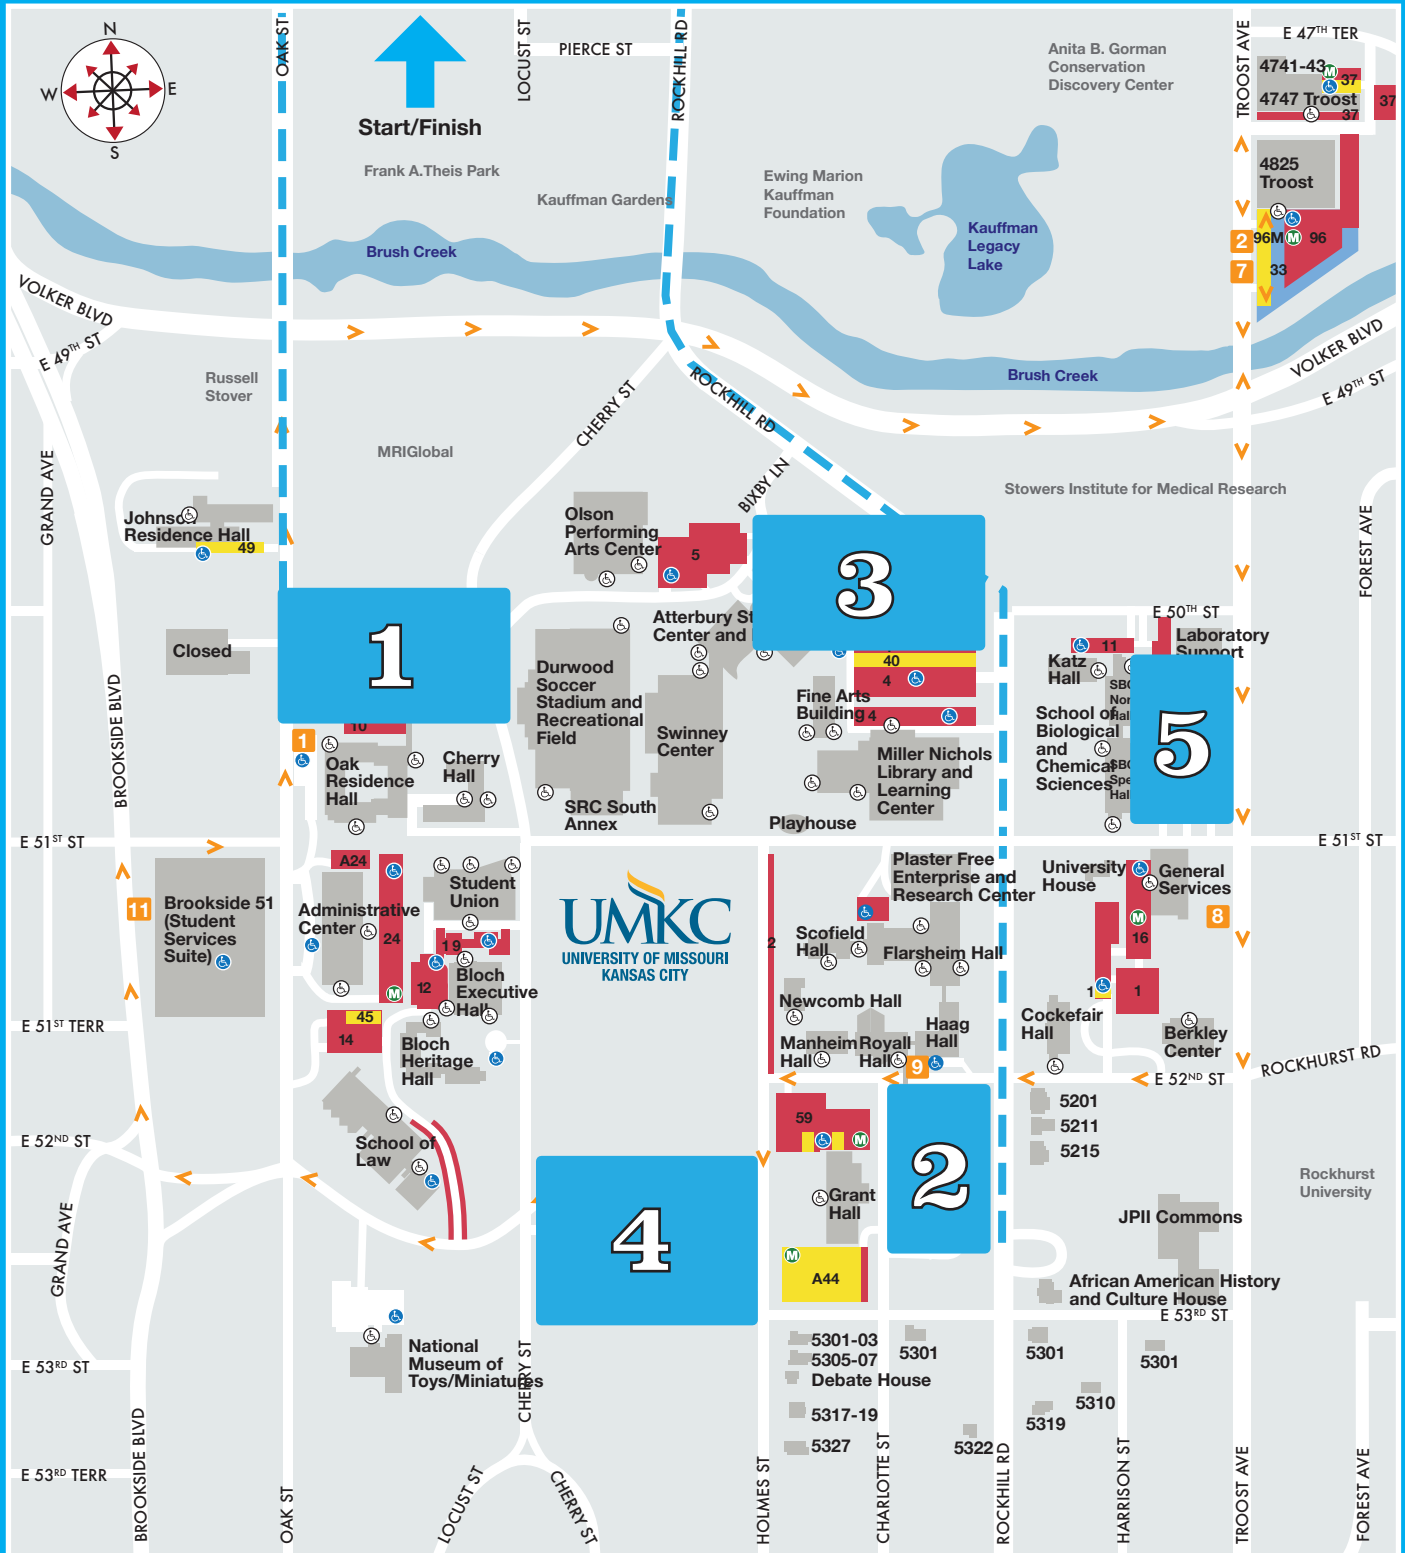 N
W
E
S
OAK ST
Start/Finish
LOCUST ST
PIERCE ST
ROCKHILL RD
Anita B. Gorman
Conservation
Discovery Center
TROOST AVE
E 47TH TER
4741-43
M
37
4747 Troost
37
37
4825
Troost
2
96M
M
96
7
33
Frank A.Theis Park
Kauffman Gardens
Ewing Marion
Kauffman
Foundation
Kauffman
Legacy
Lake
Brush Creek
Brush Creek
VOLKER BLVD
E 49TH ST
VOLKER BLVD
E 49TH ST
Russell
Stover
MRIGlobal
CHERRY ST
ROCKHILL RD
BIXBY LN
Stowers Institute for Medical Research
GRAND AVE
FOREST AVE
Johnson
Residence Hall
49
Olson
Performing
Arts Center
5
3
1
Closed
Atterbury St
Center and
E 50TH ST
11
Laboratory
Support
Katz
Hall
40
4
4
Fine Arts
Building
Durwood
Soccer
Stadium and
Recreational
Field
Swinney
Center
SRC South
Annex
Miller Nichols
Library and
Learning
Center
Playhouse
School of
Biological
and
Chemical
Sciences
SBC
Nor
Hall
SBC
Spe
Hal
5
BROOKSIDE BLVD
10
1
Oak
Residence
Hall
Cherry
Hall
E 51ST ST
E 51ST ST
11
Brookside 51
(Student
Services
Suite)
A24
Administrative
Center
24
M
Student
Union
19
12
Bloch
Executive
Hall
45
14
Bloch
Heritage
Hall
UMKC
UNIVERSITY OF MISSOURI
KANSAS CITY
2
Plaster Free
Enterprise and
Research Center
Scofield
Hall
Flarsheim Hall
Newcomb Hall
Manheim
Hall
Royall
Hall
Haag
Hall
9
University
House
General
Services
M
16
8
1
1
Cockefair
Hall
Berkley
Center
E 51ST TERR
E 52ND ST
ROCKHURST RD
E 52ND ST
School of
Law
59
M
Grant
Hall
2
4
M
A44
5201
5211
5215
Rockhurst
University
JPII Commons
African American History
and Culture House
E 53RD ST
GRAND AVE
National
Museum of
Toys/Miniatures
E 53RD ST
E 53RD TERR
5301-03
5305-07
Debate House
5317-19
5327
5301
5301
5301
5310
5319
5322
BROOKSIDE BLVD
OAK ST
LOCUST ST
CHERRY ST
CHERRY ST
HOLMES ST
CHARLOTTE ST
ROCKHILL RD
HARRISON ST
TROOST AVE
FOREST AVE